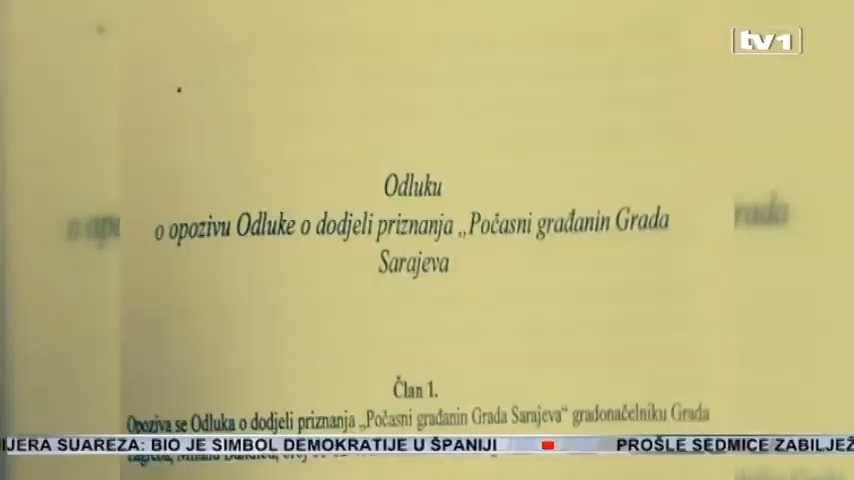 tv1
Odluku
o opozivu Odluke o dodjeli priznanja „Počasni građanin Grada
Sarajeva
Član 1.
Opoziva se Odluka o dodjeli priznanja „Počasni građanin Grada Sarajeva“ gradonačelniku Grada
IJERA SUAREZA: BIO JE SIMBOL DEMOKRATIJE U ŠPANIJI PROŠLE SEDMICE ZABILJEŽ